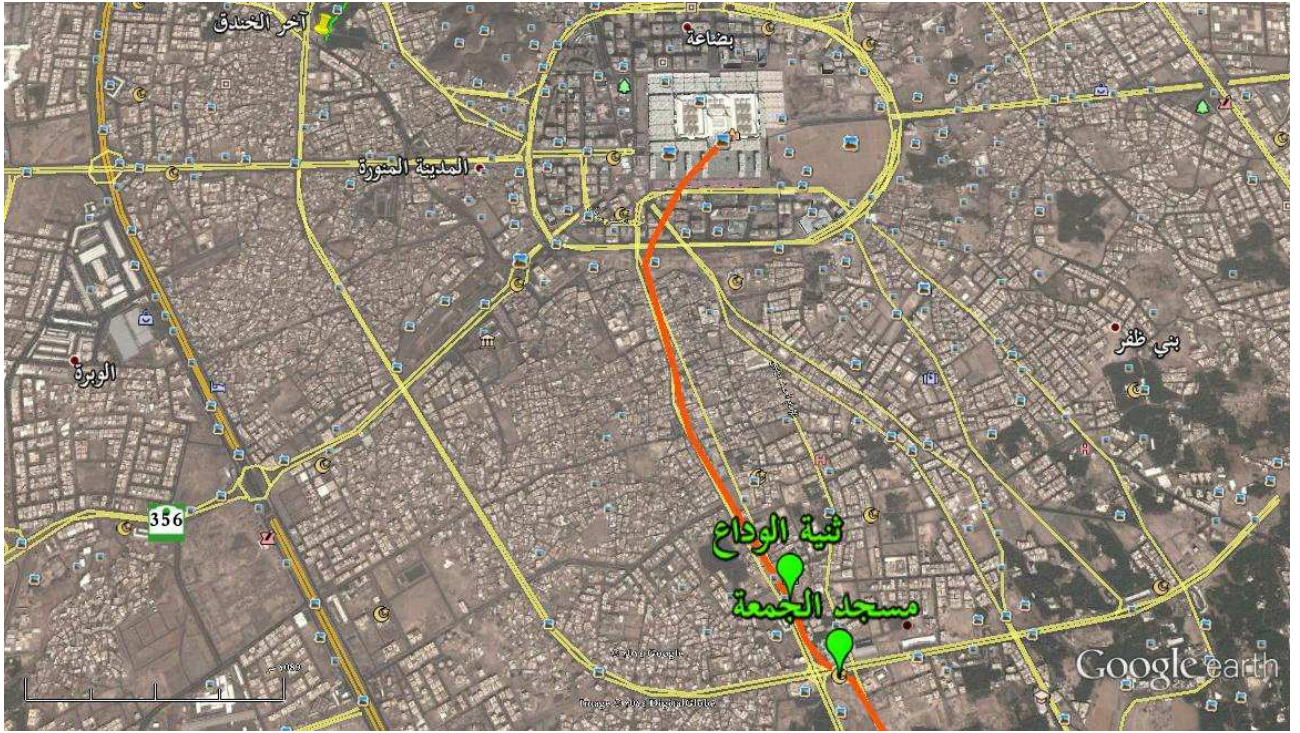 آخر الخندق
بضاعة
المدينة المنورة
بني ظفر
الوبرة
356
ثنية الوداع
مسجد الجمعة
Google earth